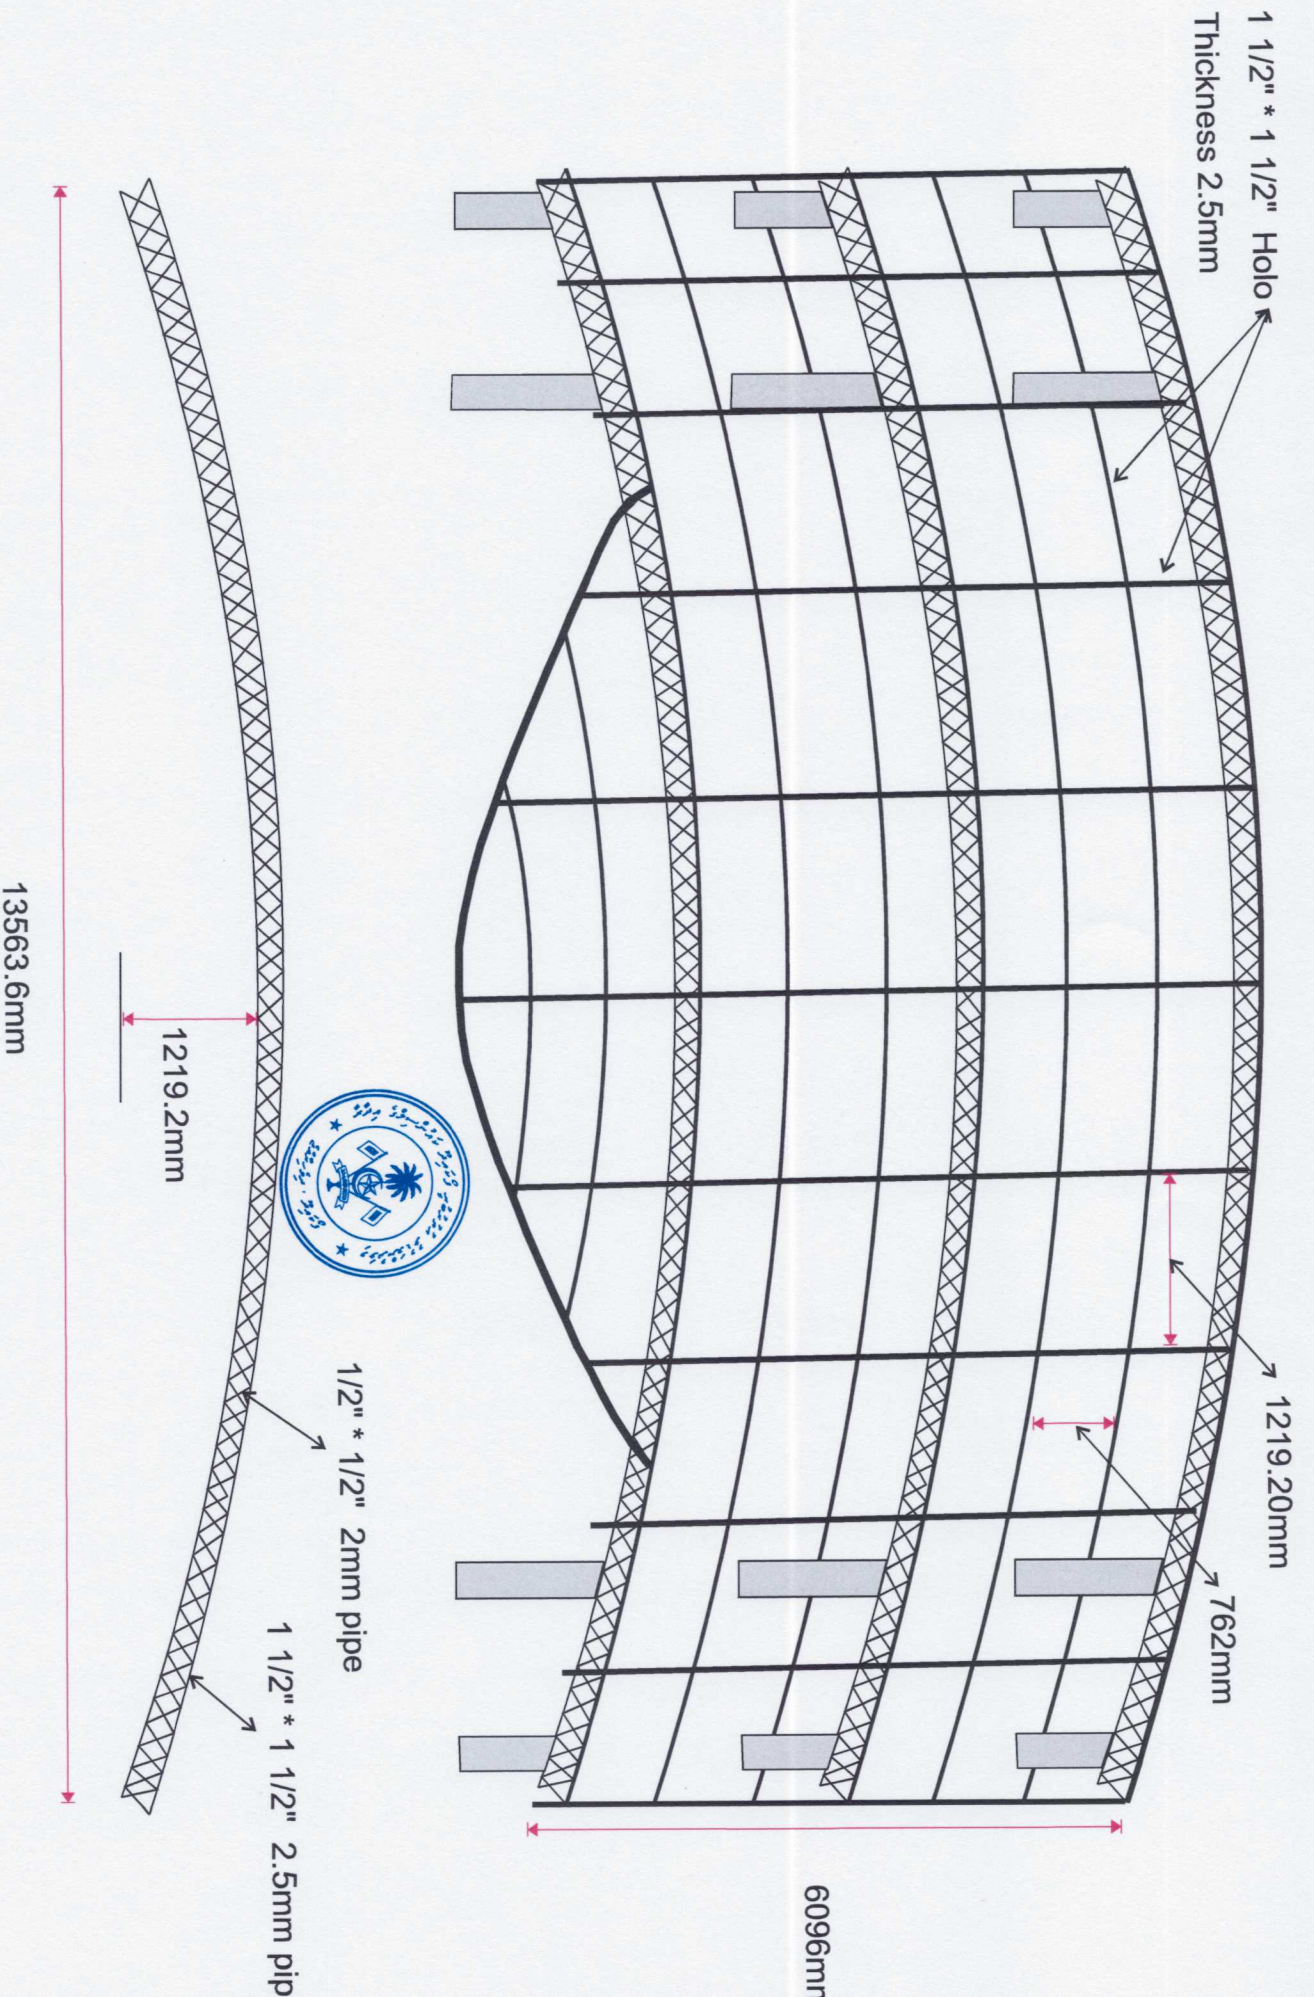 1 1/2" * 1 1/2" Holo
Thickness 2.5mm
1219.20mm
762mm
6096mm
1/2" * 1/2" 2mm pipe
1 1/2" * 1 1/2" 2.5mm pip
1219.2mm
13563.6mm